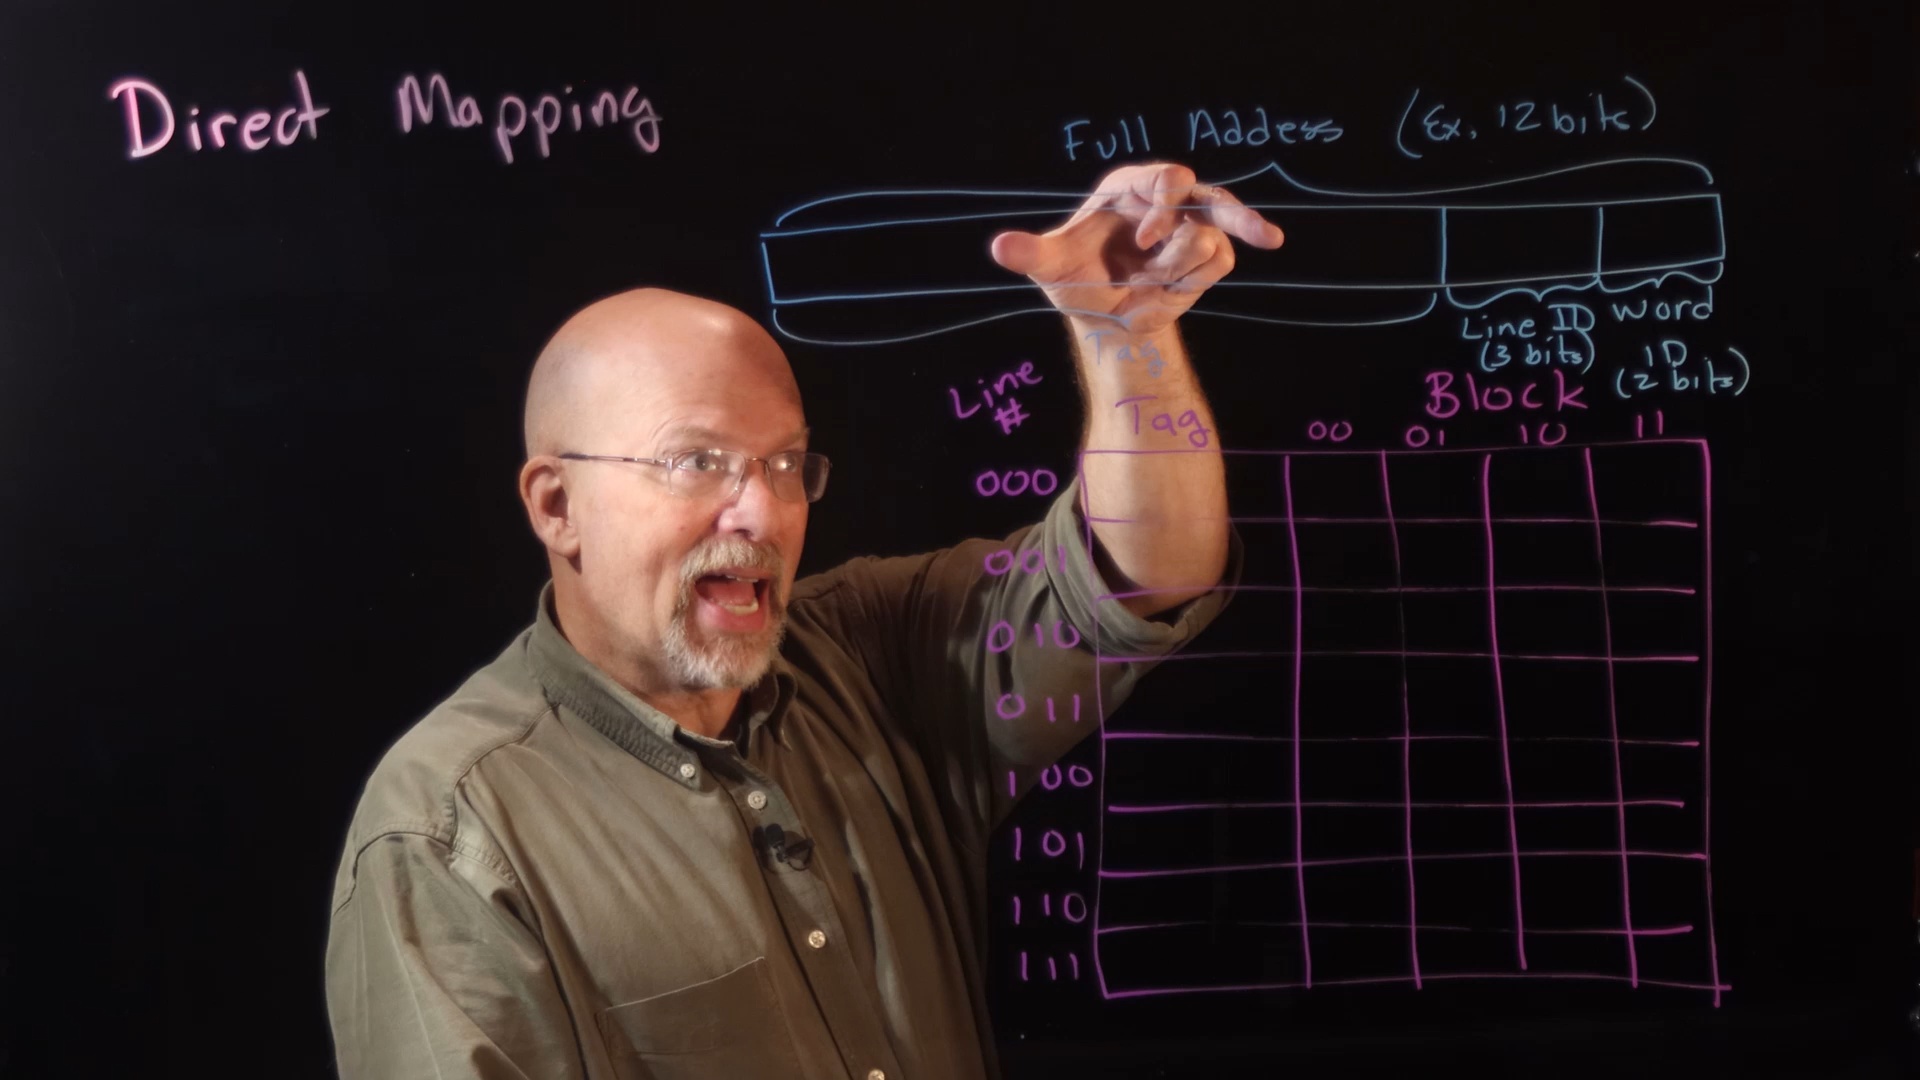 Direct Mapping
Full Addess (Ex. 12 bits)
Tag
Line ID
(3 bits)
Word
ID
(2 bits)
Line
#
Tag
Block
00 01 10 11
000
001
010
011
100
101
110
111